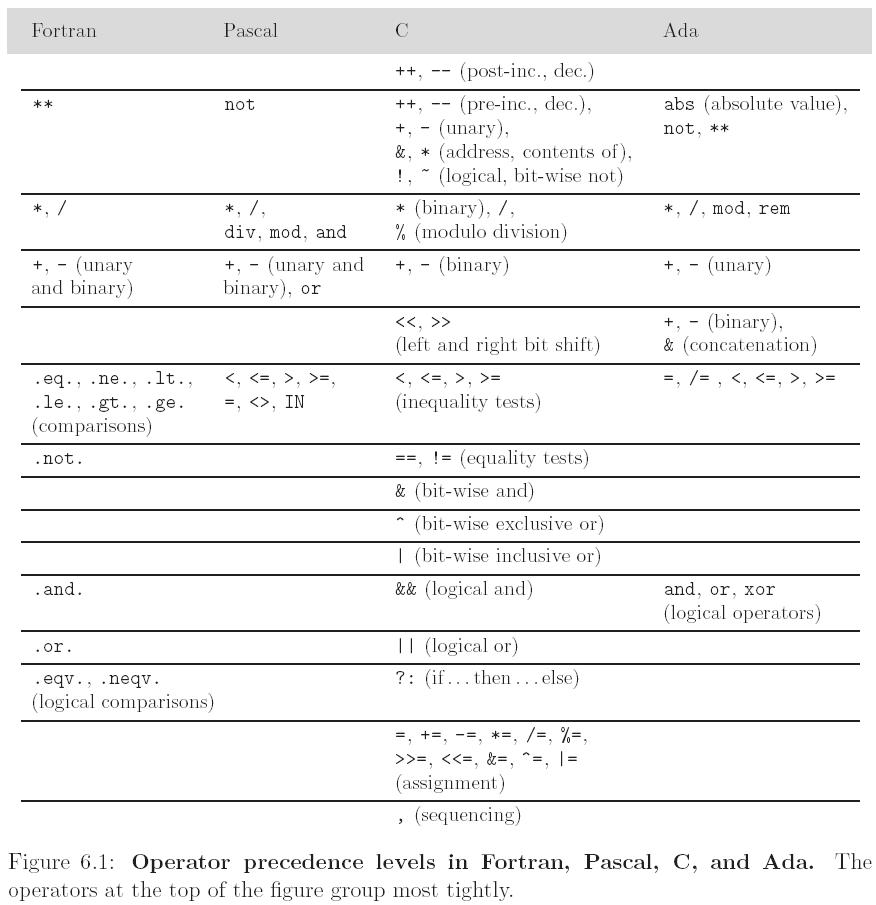 Fortran Pascal C Ada
++, -- (post-inc., dec.)
** not ++, -- (pre-inc., dec.), abs (absolute value),
+, - (unary), not, **
&, * (address, contents of),
!, ~ (logical, bit-wise not)
*, / *, /, * (binary), /, *, /, mod, rem
div, mod, and % (modulo division)
+, - (unary +, - (unary and +, - (binary) +, - (unary)
and binary) binary), or
<<, >> +, - (binary),
(left and right bit shift) & (concatenation)
.eq., .ne., .lt., <, <=, >, >=, <, <=, >, >= =, /= , <, <=, >, >=
.le., .gt., .ge. =, <>, IN (inequality tests)
(comparisons)
.not. ==, != (equality tests)
& (bit-wise and)
^ (bit-wise exclusive or)
| (bit-wise inclusive or)
.and. && (logical and) and, or, xor
(logical operators)
.or. || (logical or)
.eqv., .neqv. ?: (if...then...else)
(logical comparisons)
=, +=, -=, *=, /=, %=,
>>=, <<=, &=, ^=, |=
(assignment)
, (sequencing)
Figure 6.1: Operator precedence levels in Fortran, Pascal, C, and Ada. The
operators at the top of the figure group most tightly.